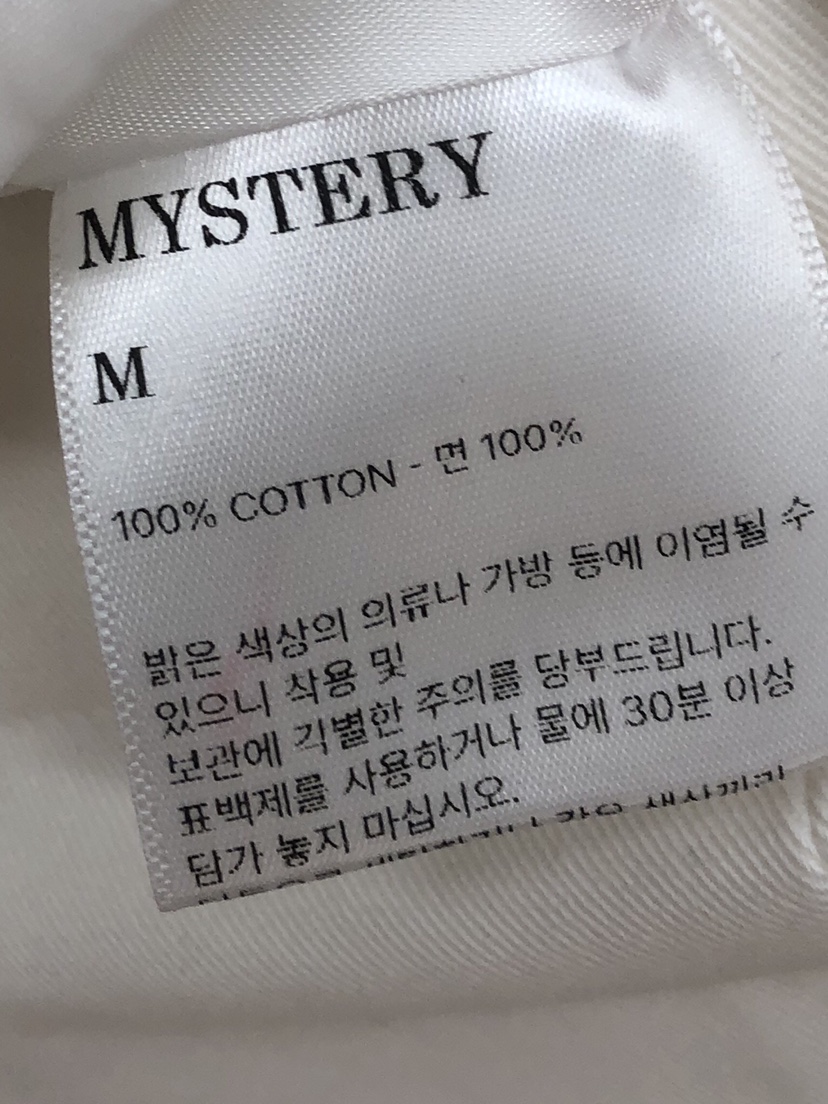 MYSTERY
M
100% COTTON - 면 100%
밝은 색상의 의류나 가방 등에 이염될 수
있으니 착용 및
보관에 각별한 주의를 당부드립니다.
표백제를 사용하거나 물에 30분 이상
담가 놓지 마십시오.